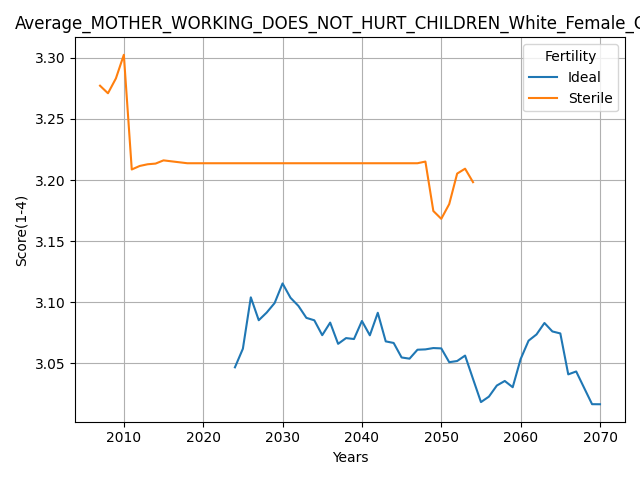 Average_MOTHER_WORKING_DOES_NOT_HURT_CHILDREN_White_Female_
Fertility
Ideal
Sterile
Score(1-4)
3.30
3.25
3.20
3.15
3.10
3.05
2010 2020 2030 2040 2050 2060 2070
Years